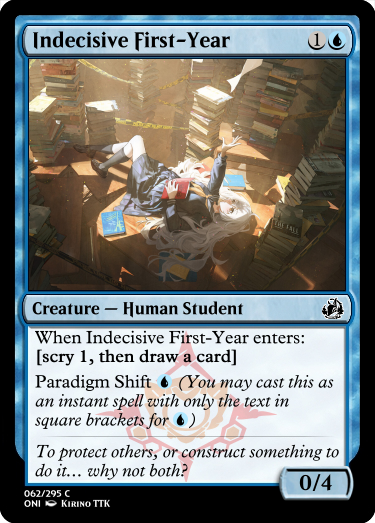 Indecisive First-Year 1
Creature — Human Student
When Indecisive First-Year enters:
[scry 1, then draw a card]
Paradigm Shift (You may cast this as
an instant spell with only the text in
square brackets for )
To protect others, or construct something to
do it… why not both?
0/4
062/295 C
ONI KIRINO TTK